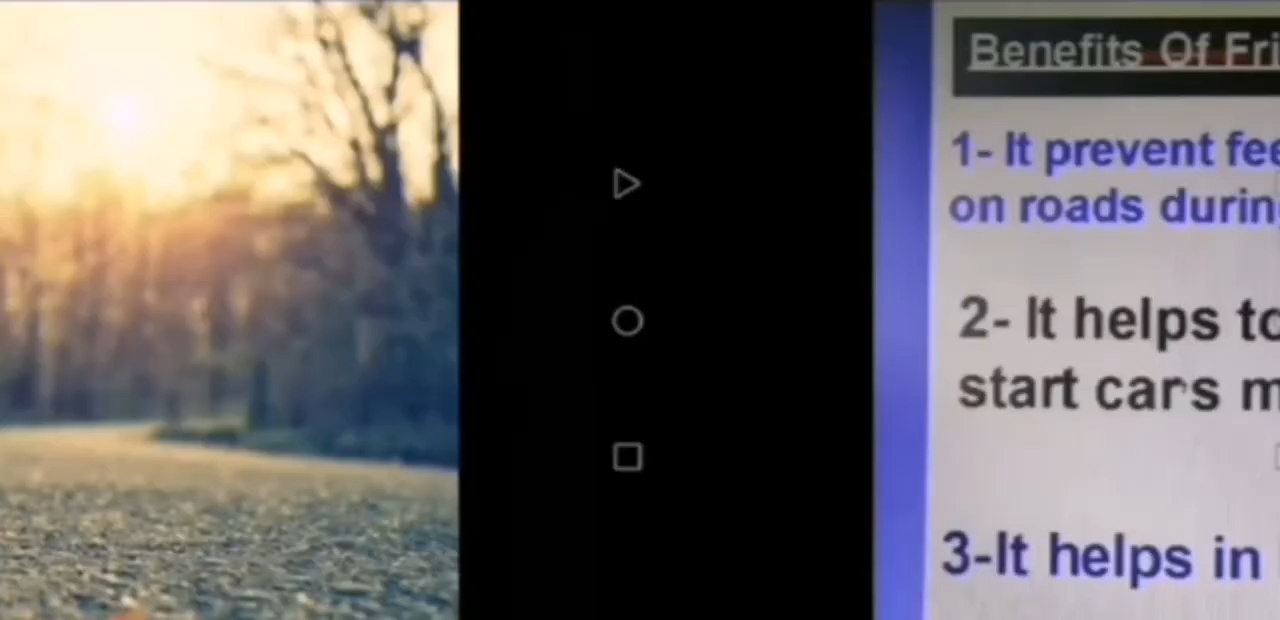 Benefits Of
1- It prevent
on roads
2- It helps
start cars
3-It helps in